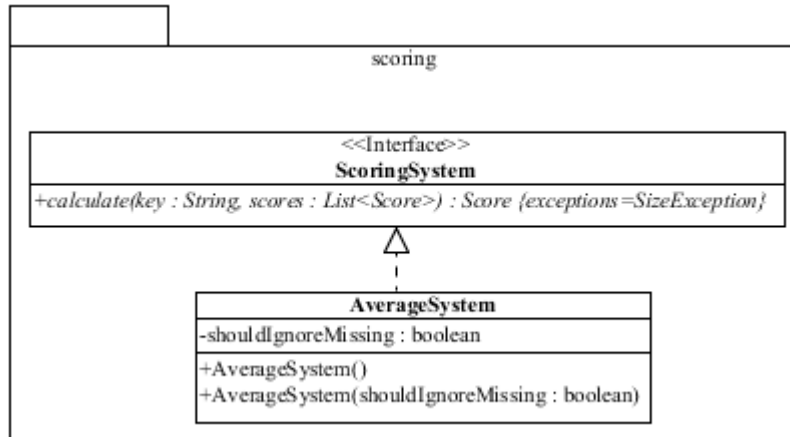 scoring
<<Interface>>
ScoringSystem
+calculate(key : String, scores : List<Score>) : Score {exceptions=SizeException}
AverageSystem
-shouldIgnoreMissing : boolean
+AverageSystem()
+AverageSystem(shouldIgnoreMissing : boolean)